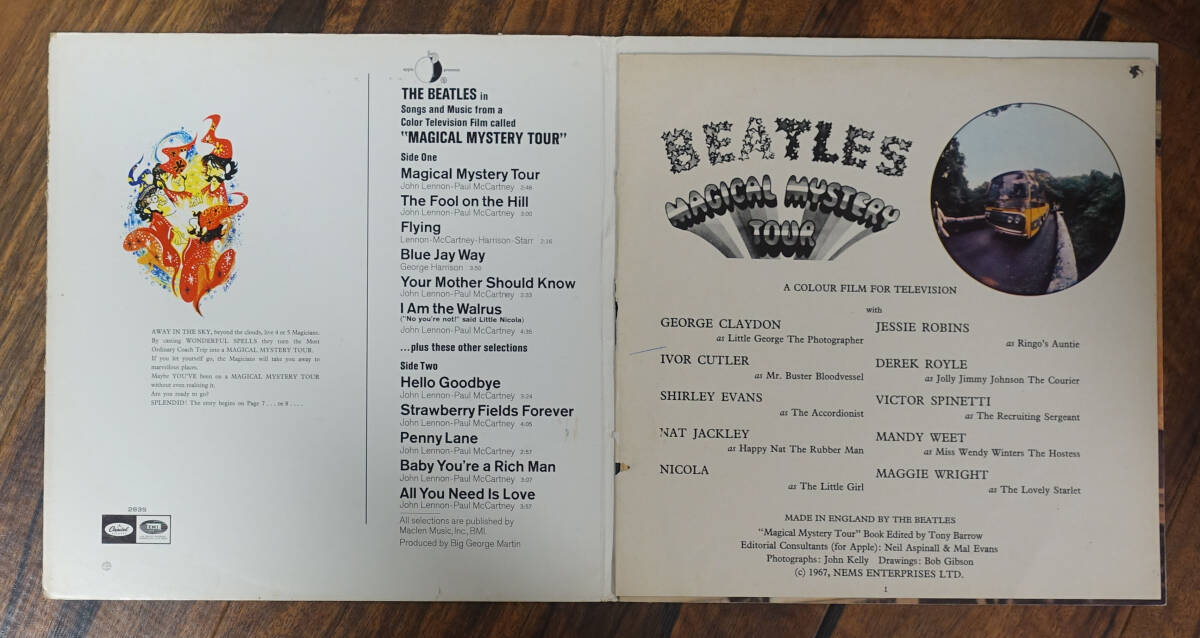 AWAY IN THE SKY, beyond the clouds, live 4 or 5 Magicians.
By casting WONDERFUL SPELLS they turn the Most
Ordinary Coach Trip into a MAGICAL MYSTERY TOUR.
If you let yourself go, the Magicians will take you away to
marvellous places.
Maybe YOU'VE been on a MAGICAL MYSTERY TOUR
without even realising it.
Are you ready to go?
SPLENDID! The story begins on Page 7 . . . or 8 . . . .
2835
Capitol
EMI
apple presents
THE BEATLES in
Songs and Music from a
Color Television Film called
"MAGICAL MYSTERY TOUR"
Side One
Magical Mystery Tour
John Lennon-Paul McCartney 2:48
The Fool on the Hill
John Lennon-Paul McCartney 3:00
Flying
Lennon-McCartney-Harrison-Starr 2:16
Blue Jay Way
George Harrison 3:50
Your Mother Should Know
John Lennon-Paul McCartney 2:33
I Am the Walrus
("No you're not!" said Little Nicola)
John Lennon-Paul McCartney 4:35
...plus these other selections
Side Two
Hello Goodbye
John Lennon-Paul McCartney 3:24
Strawberry Fields Forever
John Lennon-Paul McCartney 4:05
Penny Lane
John Lennon-Paul McCartney 2:57
Baby You're a Rich Man
John Lennon-Paul McCartney 3:07
All You Need Is Love
John Lennon-Paul McCartney 3:57
All selections are published by
Maclen Music, Inc, BMI.
Produced by Big George Martin
BEATLES
MAGICAL MYSTERY
TOUR
A COLOUR FILM FOR TELEVISION
with
GEORGE CLAYDON
as Little George The Photographer
JESSIE ROBINS
as Ringo's Auntie
IVOR CUTLER
as Mr. Buster Bloodvessel
DEREK ROYLE
as Jolly Jimmy Johnson The Courier
SHIRLEY EVANS
as The Accordionist
VICTOR SPINETTI
as The Recruiting Sergeant
NAT JACKLEY
as Happy Nat The Rubber Man
MANDY WEET
as Miss Wendy Winters The Hostess
NICOLA
as The Little Girl
MAGGIE WRIGHT
as The Lovely Starlet
MADE IN ENGLAND BY THE BEATLES
"Magical Mystery Tour" Book Edited by Tony Barrow
Editorial Consultants (for Apple): Neil Aspinall & Mal Evans
Photographs: John Kelly Drawings: Bob Gibson
(c) 1967, NEMS ENTERPRISES LTD.
1